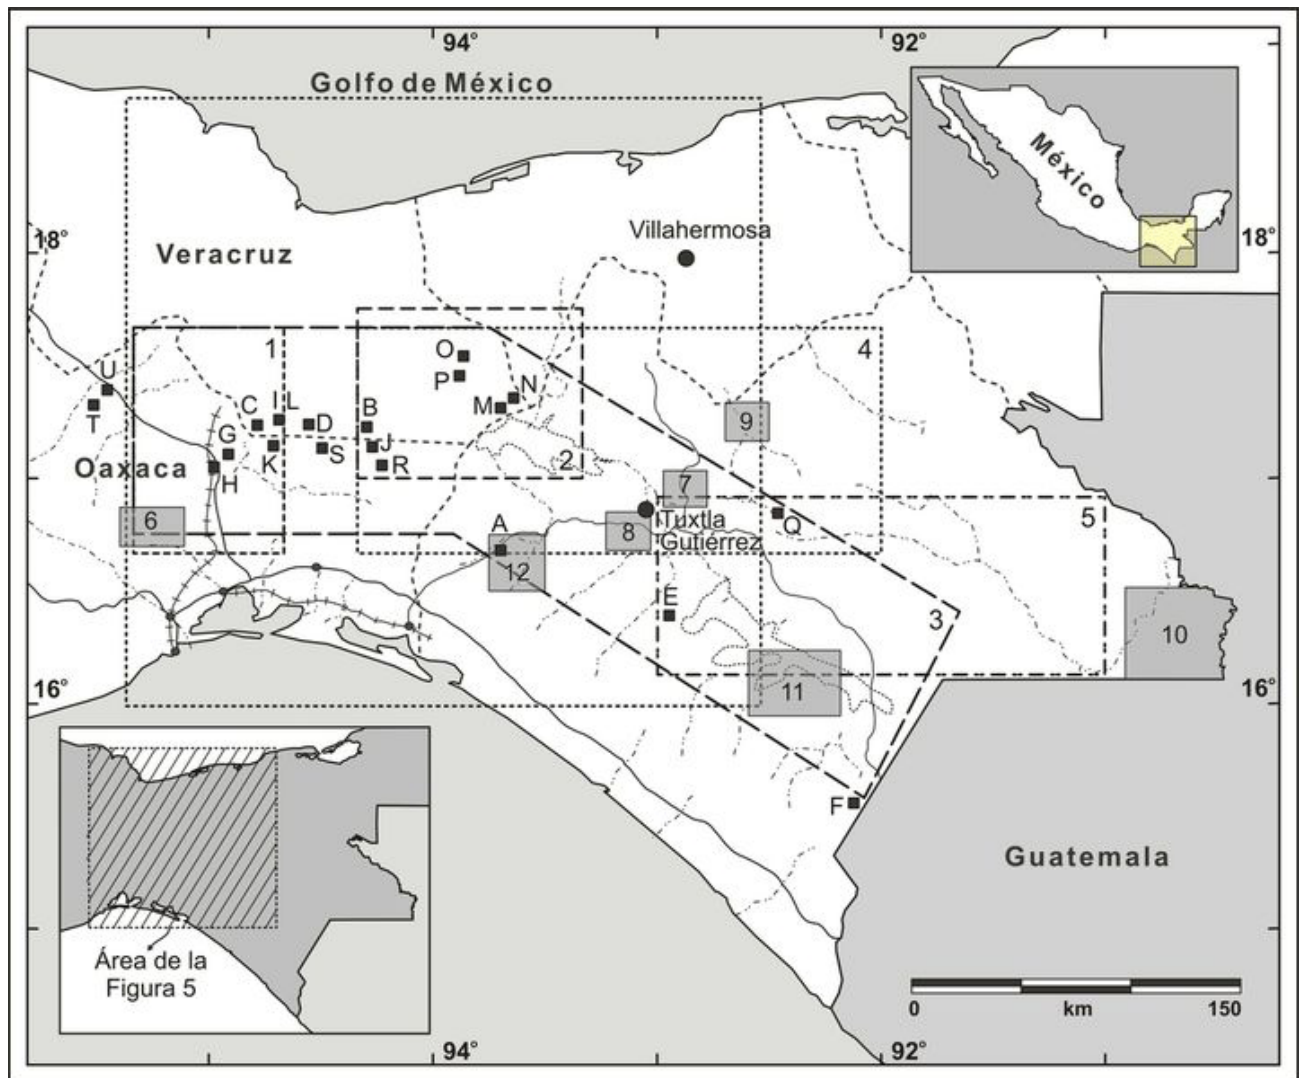 94°
92°
Golfo de México
México
Villahermosa
18°
18°
Veracruz
1
4
O
P
U
T
N
M
C
I
L
D
B
G
K
S
J
R
2
9
Oaxaca
H
7
6
A
8
Tuxtla
Gutiérrez
Q
5
12
E
3
10
16°
16°
11
F
Guatemala
Área de la
Figura 5
0
km
150
94°
92°